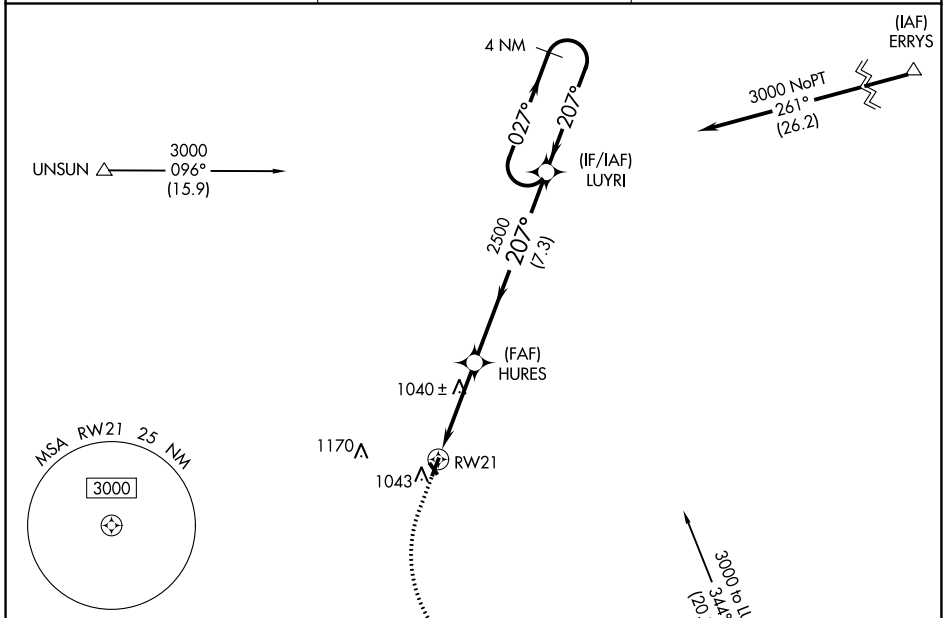 (IAF)
ERRYS
4 NM
3000 NoPT
261°
(26.2)
027°
207°
UNSUN
3000
096°
(15.9)
(IF/IAF)
LUYRI
2500
207°
(7.3)
(FAF)
HURES
1040 ±
1170
1043
RW21
MSA RW21 25 NM
3000
3000 to
344°